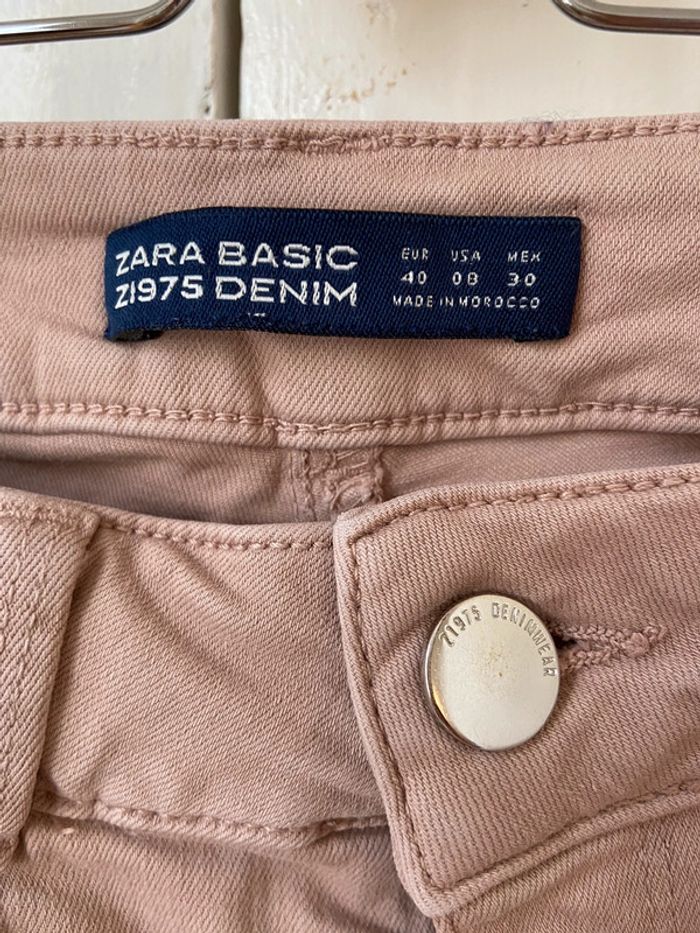 ZARA BASIC
Z1975 DENIM
EUR USA MEX
40 08 30
MADE IN MOROCCO
Z1975 DENIMWEAR